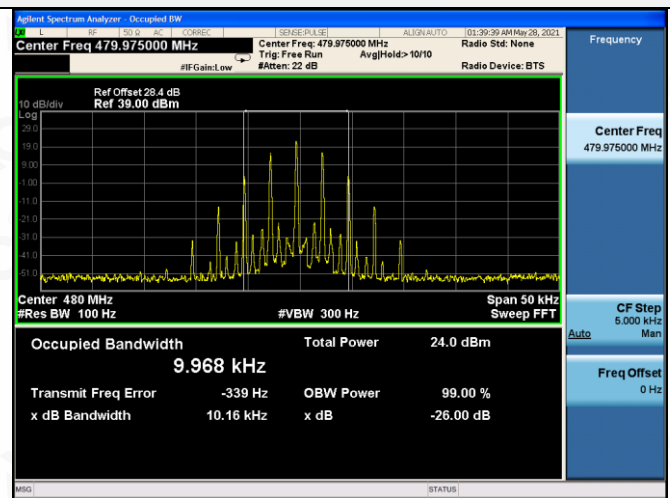 Agilent Spectrum Analyzer - Occupied BW
L RF 50 Ω AC CORREC SENSE:PULSE ALIGN AUTO 01:39:39 AM May 28, 2021
Center Freq 479.975000 MHz
Center Freq: 479.975000 MHz
Radio Std: None
Trig: Free Run Avg|Hold:> 10/10
#IFGain:Low
#Atten: 22 dB
Radio Device: BTS
Frequency
Ref Offset 28.4 dB
10 dB/div Ref 39.00 dBm
Log
29.0
19.0
9.00
-1.00
-11.0
-21.0
-31.0
-41.0
-51.0
Center Freq
479.975000 MHz
Center 480 MHz Span 50 kHz
#Res BW 100 Hz #VBW 300 Hz Sweep FFT
CF Step
5.000 kHz
Auto Man
Occupied Bandwidth Total Power 24.0 dBm
9.968 kHz
Transmit Freq Error -339 Hz OBW Power 99.00 %
x dB Bandwidth 10.16 kHz x dB -26.00 dB
Freq Offset
0 Hz
MSG STATUS